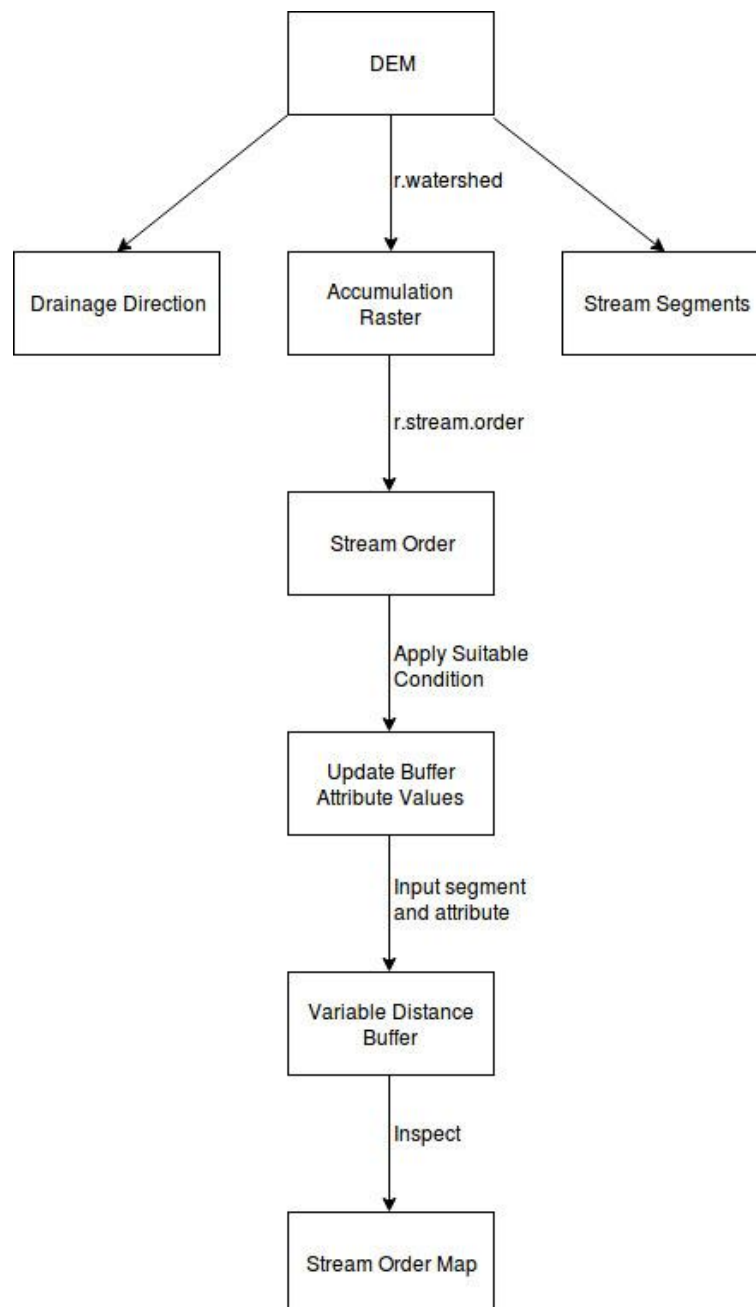 DEM
r.watershed
Drainage Direction
Accumulation
Raster
Stream Segments
r.stream.order
Stream Order
Apply Suitable
Condition
Update Buffer
Attribute Values
Input segment
and attribute
Variable Distance
Buffer
Inspect
Stream Order Map